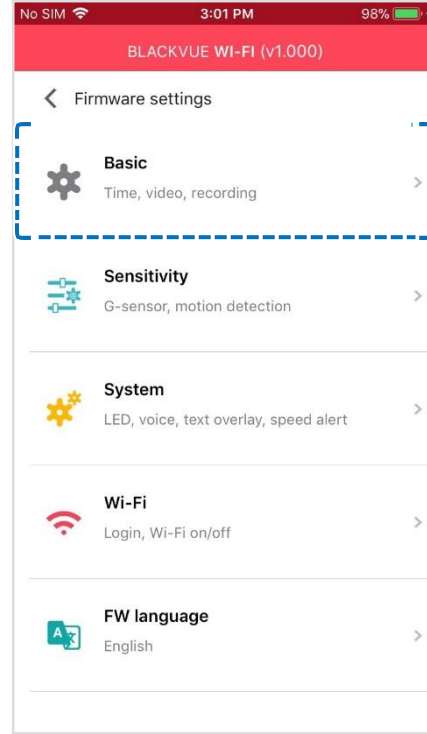 No SIM 3:01 PM 98%
BLACKVUE WI-FI (v1.000)
Firmware settings
Basic
Time, video, recording
Sensitivity
G-sensor, motion detection
System
LED, voice, text overlay, speed alert
Wi-Fi
Login, Wi-Fi on/off
FW language
English